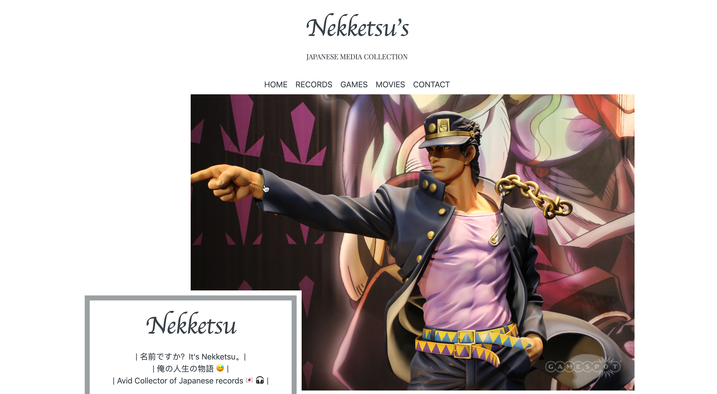 Nekketsu's
JAPANESE MEDIA COLLECTION
HOME RECORDS GAMES MOVIES CONTACT
GAMESPOT
Nekketsu
| 名前ですか? It's Nekketsu。|
| 俺の人生の物語 😅 |
| Avid Collector of Japanese records 🇯🇵 🎧 |